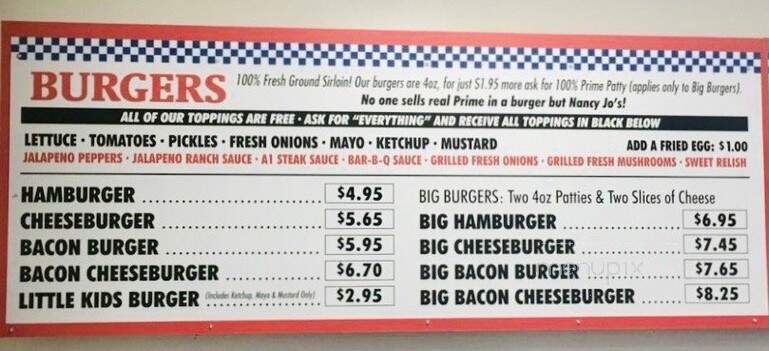 BURGERS
100% Fresh Ground Sirloin! Our burgers are 4oz, for just $1.95 more ask for 100% Prime Patty (applies only to Big Burgers).
No one sells real Prime in a burger but Nancy Jo's!
ALL OF OUR TOPPINGS ARE FREE • ASK FOR "EVERYTHING" AND RECEIVE ALL TOPPINGS IN BLACK BELOW
LETTUCE • TOMATOES • PICKLES • FRESH ONIONS • MAYO • KETCHUP • MUSTARD ADD A FRIED EGG: $1.00
JALAPENO PEPPERS • JALAPENO RANCH SAUCE • A1 STEAK SAUCE • BAR-B-Q SAUCE • GRILLED FRESH ONIONS • GRILLED FRESH MUSHROOMS • SWEET RELISH
HAMBURGER $4.95
CHEESEBURGER $5.65
BACON BURGER $5.95
BACON CHEESEBURGER $6.70
LITTLE KIDS BURGER (Includes Ketchup, Mayo & Mustard Only) $2.95
BIG BURGERS: Two 4oz Patties & Two Slices of Cheese
BIG HAMBURGER $6.95
BIG CHEESEBURGER $7.45
BIG BACON BURGER $7.65
BIG BACON CHEESEBURGER $8.25